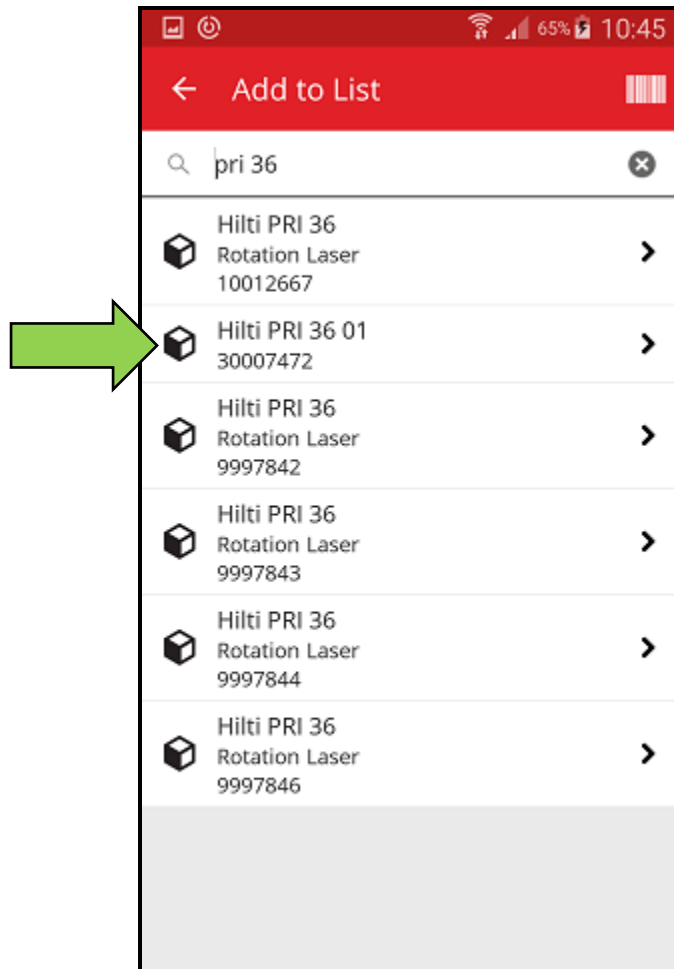 65% 10:45
Add to List
pri 36
Hilti PRI 36
Rotation Laser
10012667
Hilti PRI 36 01
30007472
Hilti PRI 36
Rotation Laser
9997842
Hilti PRI 36
Rotation Laser
9997843
Hilti PRI 36
Rotation Laser
9997844
Hilti PRI 36
Rotation Laser
9997846